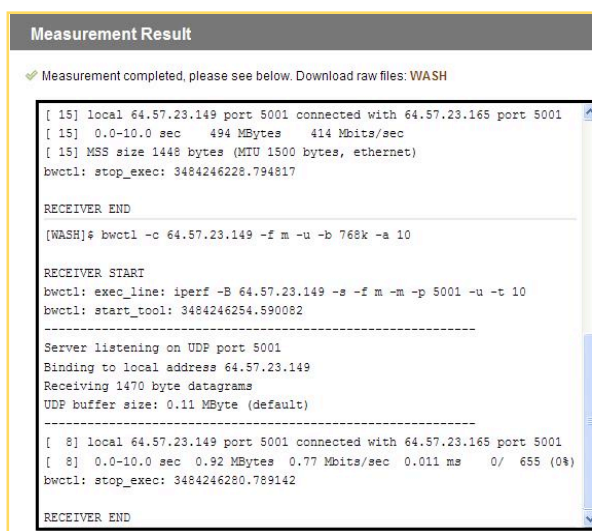 Measurement Result
Measurement completed, please see below. Download raw files: WASH
[ 15] local 64.57.23.149 port 5001 connected with 64.57.23.165 port 5001
[ 15]  0.0-10.0 sec    494 MBytes    414 Mbits/sec
[ 15] MSS size 1448 bytes (MTU 1500 bytes, ethernet)
bwctl: stop_exec: 3484246228.794817
RECEIVER END
[WASH]$ bwctl -c 64.57.23.149 -f m -u -b 768k -a 10
RECEIVER START
bwctl: exec_line: iperf -B 64.57.23.149 -s -f m -m -p 5001 -u -t 10
bwctl: start_tool: 3484246254.590082
------------------------------------------------------------
Server listening on UDP port 5001
Binding to local address 64.57.23.149
Receiving 1470 byte datagrams
UDP buffer size: 0.11 MByte (default)
------------------------------------------------------------
[  8] local 64.57.23.149 port 5001 connected with 64.57.23.165 port 5001
[  8]  0.0-10.0 sec  0.92 MBytes  0.77 Mbits/sec  0.011 ms    0/  655 (0%)
bwctl: stop_exec: 3484246280.789142
RECEIVER END